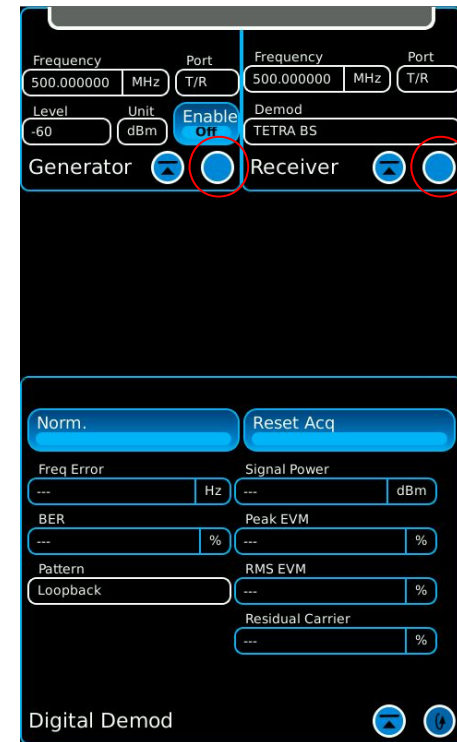 Frequency Port
500.000000 MHz T/R
Level Unit
-60 dBm Enable Off
Generator
Frequency Port
500.000000 MHz T/R
Demod
TETRA BS
Receiver
Norm. Reset Acq
Freq Error Signal Power
--- Hz --- dBm
BER Peak EVM
--- % --- %
Pattern RMS EVM
Loopback --- %
Residual Carrier
--- %
Digital Demod